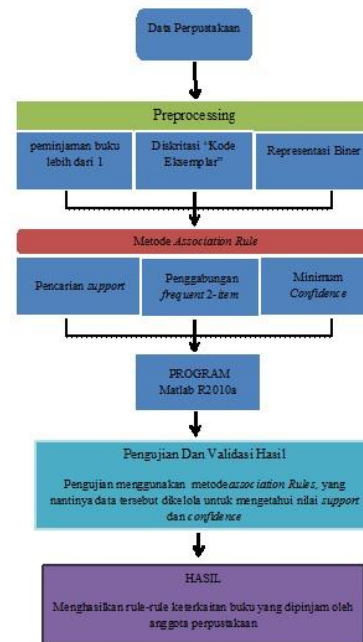 Data Perpustakaan
Preprocessing
peminjaman buku
lebih dari 1
Diskritasi "Kode
Eksemplar"
Representasi Biner
Metode Association Rule
Pencarian support
Penggabungan
frequent 2-item
Minimum
Confidence
PROGRAM
Matlab R2010a
Pengujian Dan Validasi Hasil
Pengujian menggunakan metodeassociation Rules, yang
nantinya data tersebut dikelola untuk mengetahui nilai support
dan confidence
HASIL
Menghasilkan rule-rule keterkaitan buku yang dipinjam oleh
anggota perpustakaan